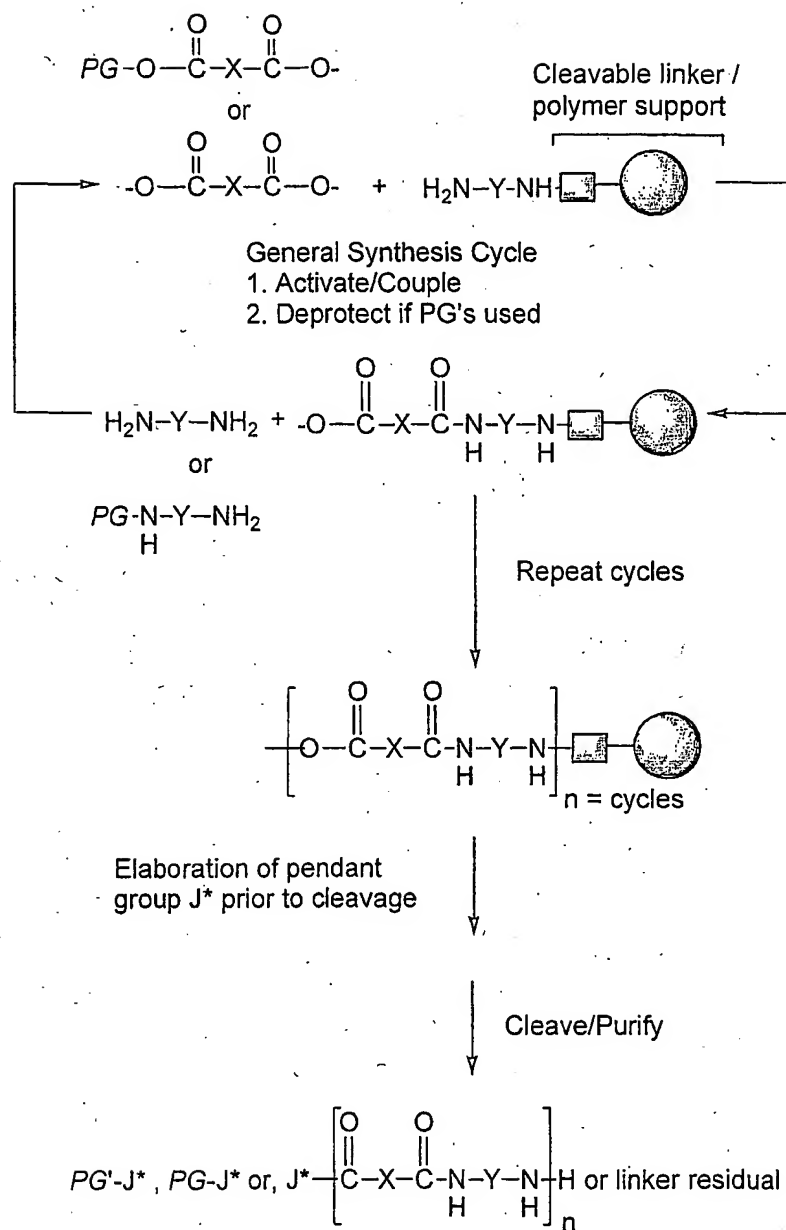 O O
PG-O-C-X-C-O-
or
Cleavable linker /
polymer support
O O
-O-C-X-C-O- + H2N-Y-NH
General Synthesis Cycle
1. Activate/Couple
2. Deprotect if PG's used
O O
H2N-Y-NH2 + -O-C-X-C-N-Y-N
H H
or
PG-N-Y-NH2
H
Repeat cycles
O O
O-C-X-C-N-Y-N
H H
n = cycles
Elaboration of pendant
group J* prior to cleavage
Cleave/Purify
O O
PG'-J* , PG-J* or, J* C-X-C-N-Y-N H or linker residual
H H
n